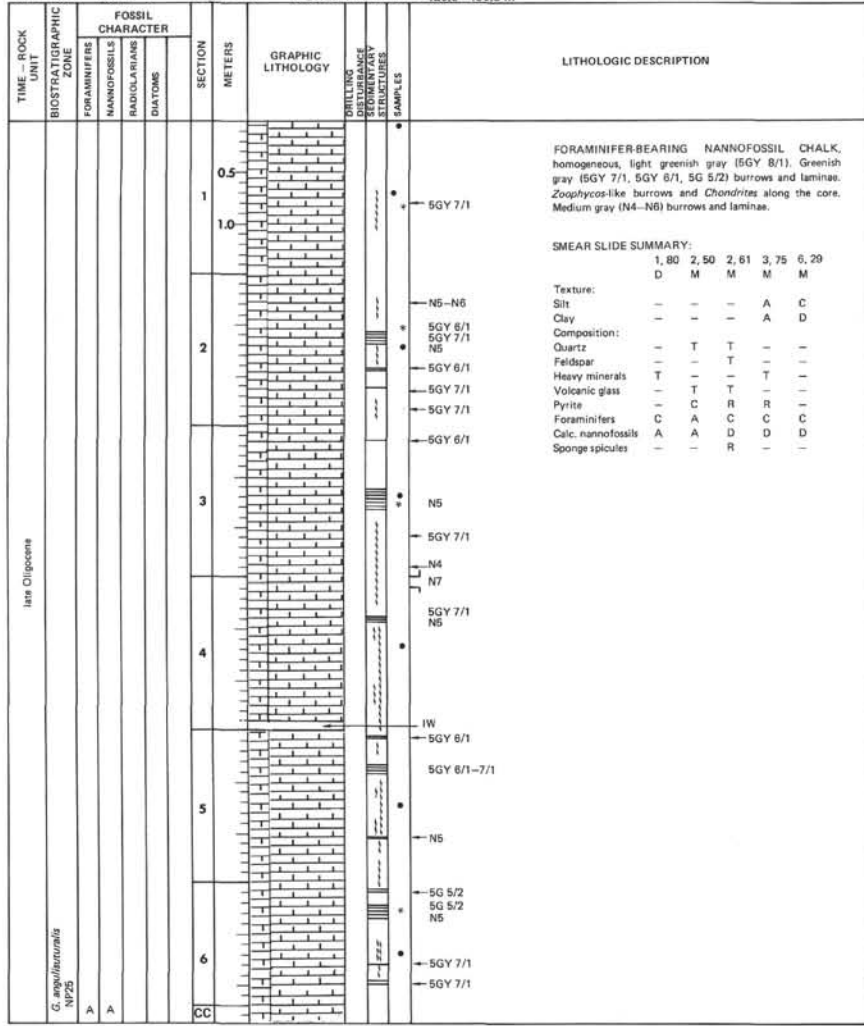 TIME – ROCK UNIT
BIOSTRATIGRAPHIC ZONE
FOSSIL CHARACTER
FORAMINIFERS
NANNOFOSSILS
RADIOLARIANS
DIATOMS
SECTION
METERS
GRAPHIC LITHOLOGY
DRILLING DISTURBANCE
SEDIMENTARY STRUCTURES
SAMPLES
LITHOLOGIC DESCRIPTION
late Oligocene
G. angulisuturalis
NP25
A A
1
0.5
1.0
2
3
4
5
6
CC
5GY 7/1
N5–N6
5GY 6/1
5GY 7/1
N5
5GY 6/1
5GY 7/1
5GY 7/1
5GY 6/1
N5
5GY 7/1
N4
N7
5GY 7/1
N6
IW
5GY 6/1
5GY 6/1–7/1
N5
5G 5/2
5G 5/2
N5
5GY 7/1
5GY 7/1
FORAMINIFER-BEARING NANNOFOSSIL CHALK,
homogeneous, light greenish gray (5GY 8/1). Greenish
gray (5GY 7/1, 5GY 6/1, 5G 5/2) burrows and laminae.
Zoophycos-like burrows and Chondrites along the core.
Medium gray (N4–N6) burrows and laminae.
SMEAR SLIDE SUMMARY:
1, 80 2, 50 2, 61 3, 75 6, 29
D M M M M
Texture:
Silt – – – A C
Clay – – – A D
Composition:
Quartz – T T – –
Feldspar – – T – –
Heavy minerals T – – T –
Volcanic glass – T T – –
Pyrite – C R R –
Foraminifers C A C C C
Calc. nannofossils A A D D D
Sponge spicules – – R – –